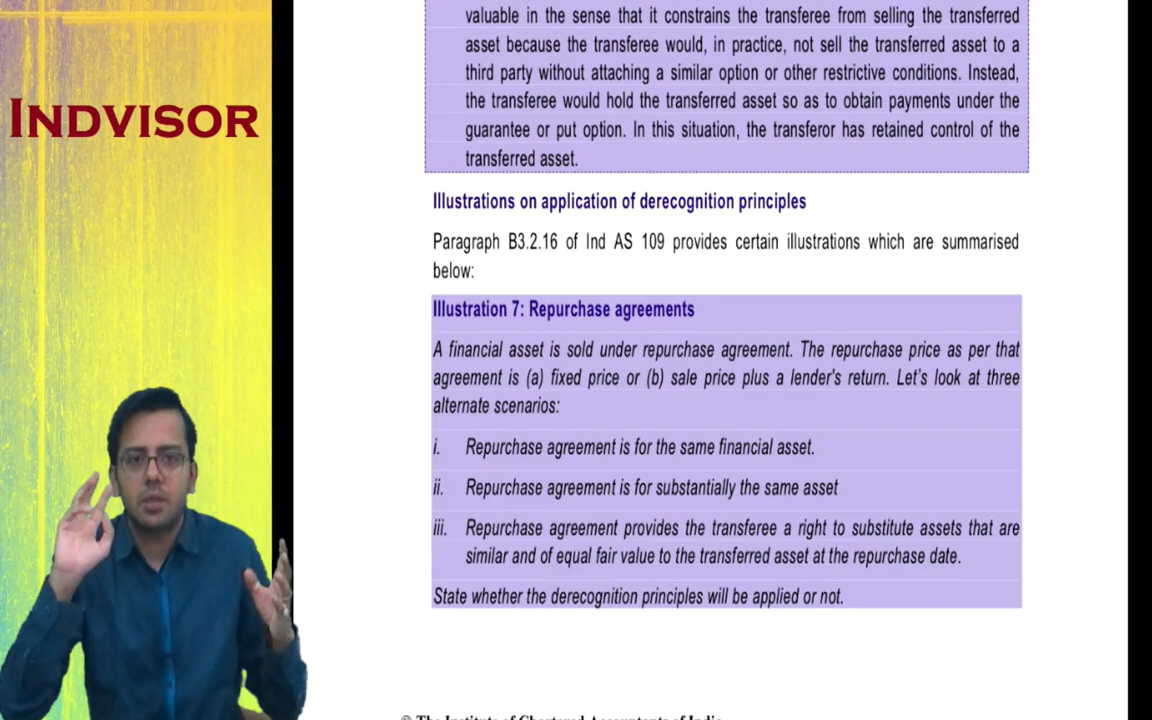 INDVISOR
valuable in the sense that it constrains the transferee from selling the transferred
asset because the transferee would, in practice, not sell the transferred asset to a
third party without attaching a similar option or other restrictive conditions. Instead,
the transferee would hold the transferred asset so as to obtain payments under the
guarantee or put option. In this situation, the transferor has retained control of the
transferred asset.
Illustrations on application of derecognition principles
Paragraph B3.2.16 of Ind AS 109 provides certain illustrations which are summarised
below:
Illustration 7: Repurchase agreements
A financial asset is sold under repurchase agreement. The repurchase price as per that
agreement is (a) fixed price or (b) sale price plus a lender's return. Let's look at three
alternate scenarios:
i. Repurchase agreement is for the same financial asset.
ii. Repurchase agreement is for substantially the same asset
iii. Repurchase agreement provides the transferee a right to substitute assets that are
similar and of equal fair value to the transferred asset at the repurchase date.
State whether the derecognition principles will be applied or not.
© The Institute of Chartered Accountants of India